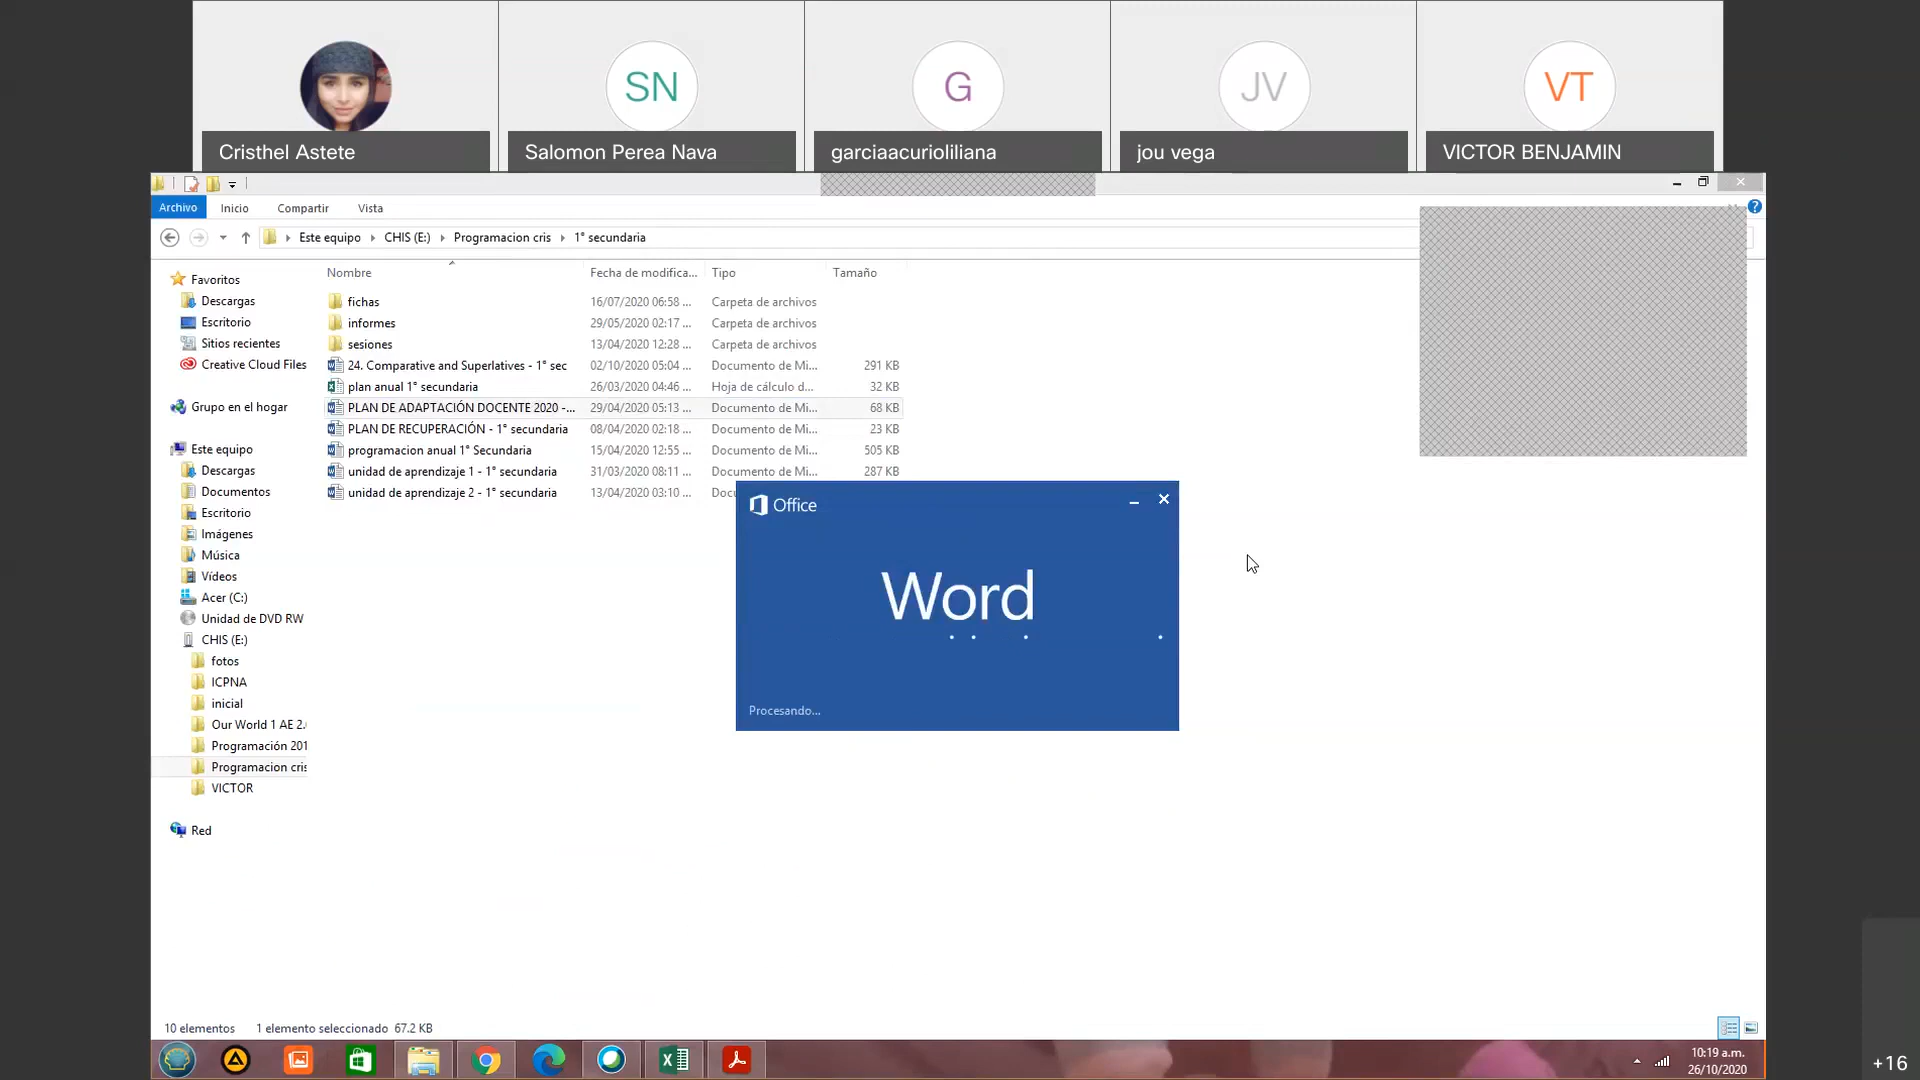 SN
G
JV
VT
Cristhel Astete
Salomon Perea Nava
garciaacurioliliana
jou vega
VICTOR BENJAMIN
Archivo
Inicio
Compartir
Vista
Este equipo
CHIS (E:)
Programacion cris
1° secundaria
Nombre
Fecha de modifica...
Tipo
Tamaño
Favoritos
Descargas
Escritorio
Sitios recientes
Creative Cloud Files
Grupo en el hogar
Este equipo
Descargas
Documentos
Escritorio
Imágenes
Música
Vídeos
Acer (C:)
Unidad de DVD RW
CHIS (E:)
fotos
ICPNA
inicial
Our World 1 AE 2.
Programación 201
Programacion cris
VICTOR
Red
fichas 16/07/2020 06:58 ... Carpeta de archivos
informes 29/05/2020 02:17 ... Carpeta de archivos
sesiones 13/04/2020 12:28 ... Carpeta de archivos
24. Comparative and Superlatives - 1° sec 02/10/2020 05:04 ... Documento de Mi... 291 KB
plan anual 1° secundaria 26/03/2020 04:46 ... Hoja de cálculo d... 32 KB
PLAN DE ADAPTACIÓN DOCENTE 2020 -... 29/04/2020 05:13 ... Documento de Mi... 68 KB
PLAN DE RECUPERACIÓN - 1° secundaria 08/04/2020 02:18 ... Documento de Mi... 23 KB
programacion anual 1° Secundaria 15/04/2020 12:55 ... Documento de Mi... 505 KB
unidad de aprendizaje 1 - 1° secundaria 31/03/2020 08:11 ... Documento de Mi... 287 KB
unidad de aprendizaje 2 - 1° secundaria 13/04/2020 03:10 ... Docu
Office
Word
Procesando...
10 elementos
1 elemento seleccionado 67.2 KB
10:19 a.m.
26/10/2020
+16